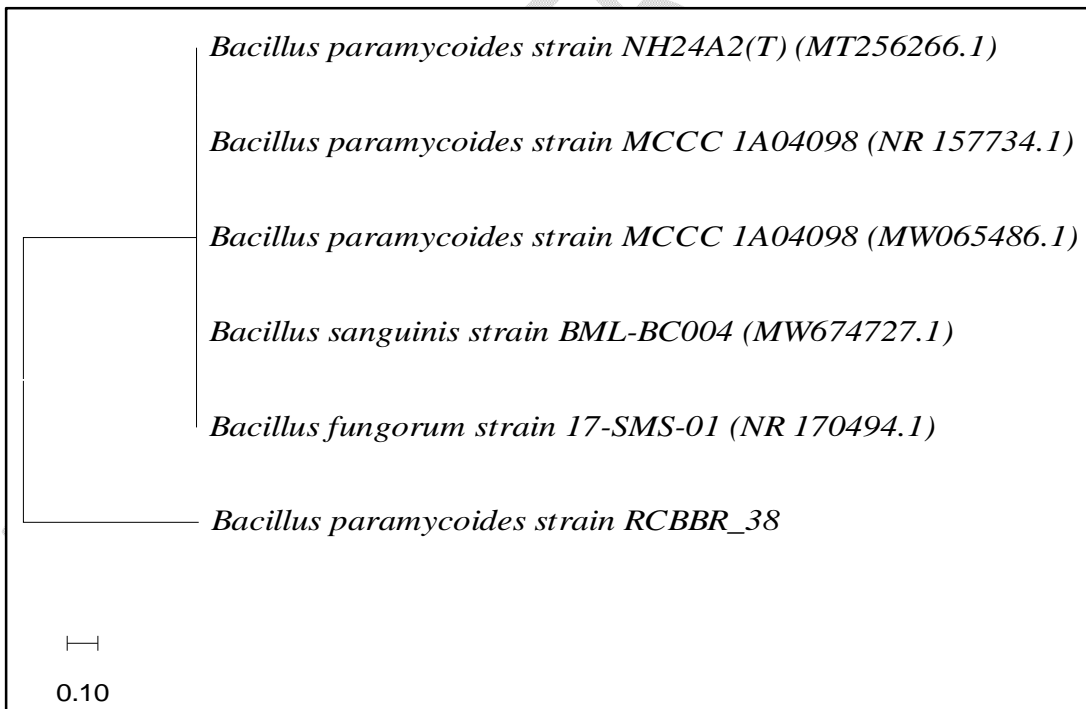 Bacillus paramycoides strain NH24A2(T) (MT256266.1)
Bacillus paramycoides strain MCCC 1A04098 (NR 157734.1)
Bacillus paramycoides strain MCCC 1A04098 (MW065486.1)
Bacillus sanguinis strain BML-BC004 (MW674727.1)
Bacillus fungorum strain 17-SMS-01 (NR 170494.1)
Bacillus paramycoides strain RCBBR_38
0.10